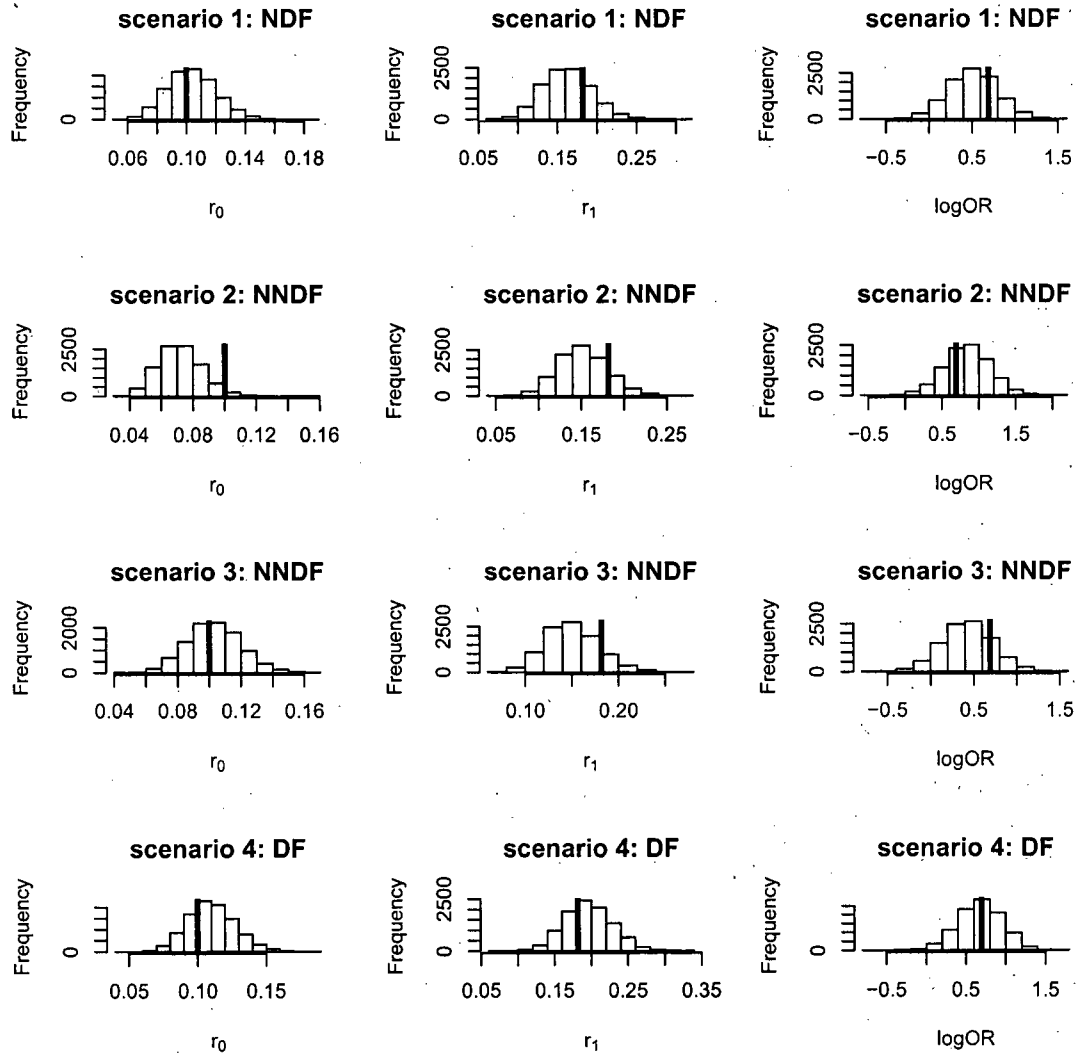 scenario 1: NDF scenario 1: NDF scenario 1: NDF
Frequency 0
0.06 0.10 0.14 0.18
r0
Frequency 0 2500
0.05 0.15 0.25
r1
Frequency 0 2500
−0.5 0.5 1.5
logOR
scenario 2: NNDF scenario 2: NNDF scenario 2: NNDF
Frequency 0 2500
0.04 0.08 0.12 0.16
r0
Frequency 0 2500
0.05 0.15 0.25
r1
Frequency 0 2500
−0.5 0.5 1.5
logOR
scenario 3: NNDF scenario 3: NNDF scenario 3: NNDF
Frequency 0 2000
0.04 0.08 0.12 0.16
r0
Frequency 0 2500
0.10 0.20
r1
Frequency 0 2500
−0.5 0.5 1.5
logOR
scenario 4: DF scenario 4: DF scenario 4: DF
Frequency 0
0.05 0.10 0.15
r0
Frequency 0 2500
0.05 0.15 0.25 0.35
r1
Frequency 0
−0.5 0.5 1.5
logOR